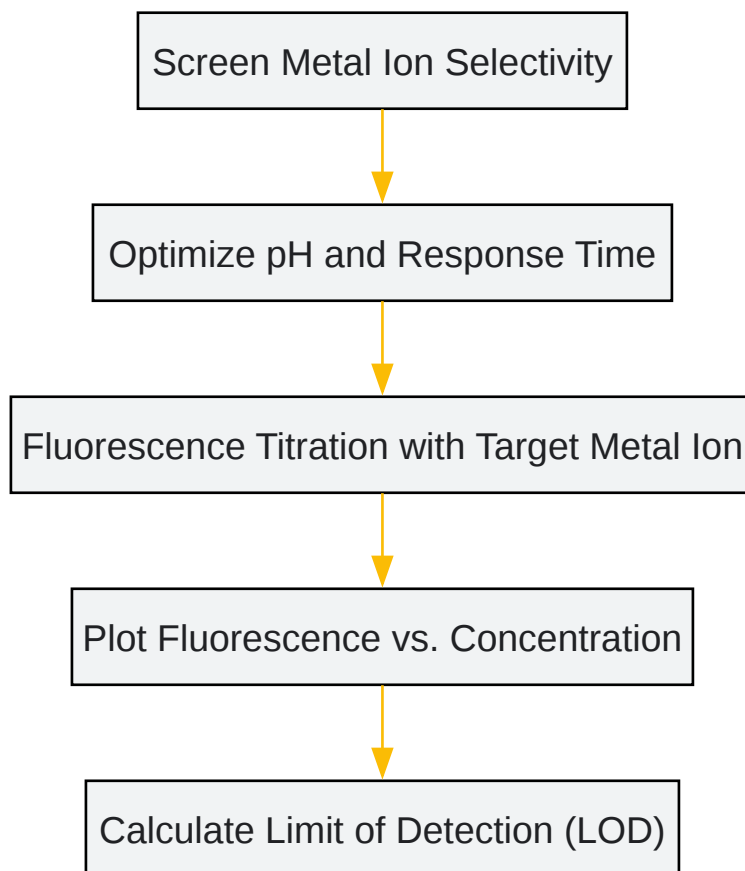 Screen Metal Ion Selectivity
Optimize pH and Response Time
Fluorescence Titration with Target Metal Ion
Plot Fluorescence vs. Concentration
Calculate Limit of Detection (LOD)